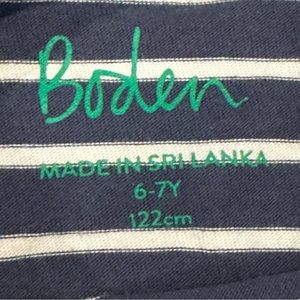 Boden
MADE IN SRI LANKA
6-7Y
122cm